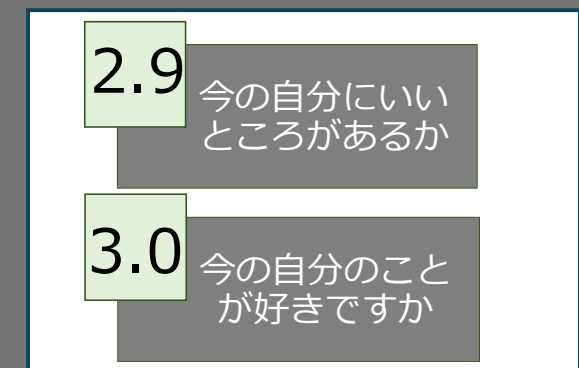 2.9
今の自分にいい
ところがあるか
3.0
今の自分のこと
が好きですか